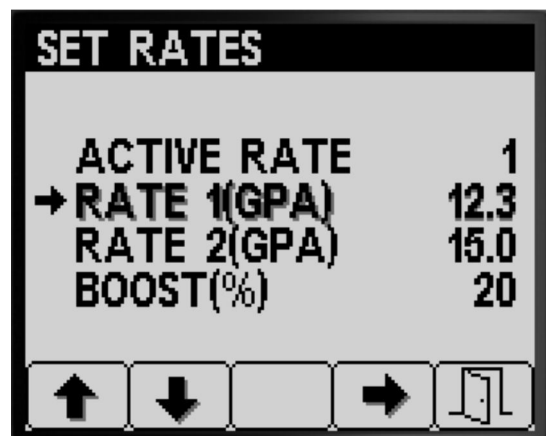 SET RATES
ACTIVE RATE 1
RATE 1(GPA) 12.3
RATE 2(GPA) 15.0
BOOST(%) 20